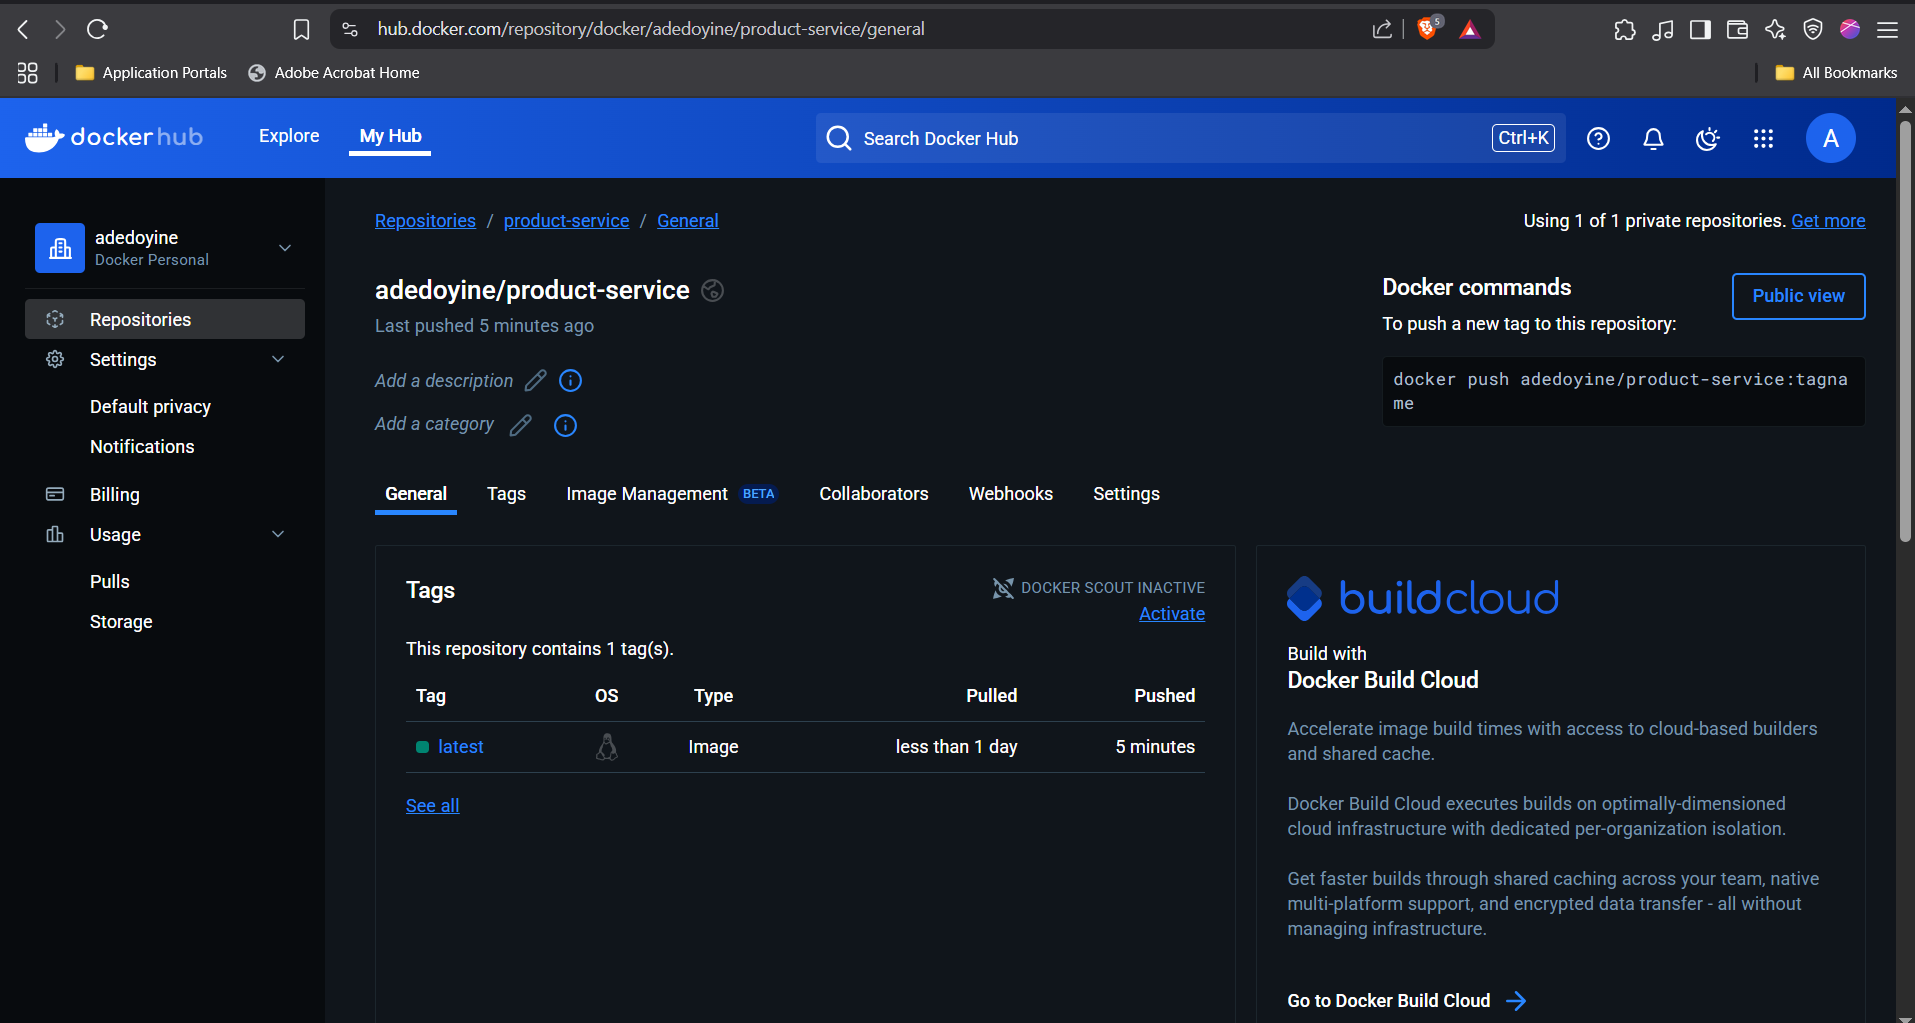 hub.docker.com/repository/docker/adedoyine/product-service/general
5
Application Portals
Adobe Acrobat Home
All Bookmarks
dockerhub
Explore
My Hub
Search Docker Hub
Ctrl+K
A
adedoyine
Docker Personal
Repositories
Settings
Default privacy
Notifications
Billing
Usage
Pulls
Storage
Repositories / product-service / General
Using 1 of 1 private repositories. Get more
adedoyine/product-service
Last pushed 5 minutes ago
Add a description
Add a category
Docker commands
Public view
To push a new tag to this repository:
docker push adedoyine/product-service:tagna
me
General
Tags
Image Management BETA
Collaborators
Webhooks
Settings
Tags
DOCKER SCOUT INACTIVE
Activate
This repository contains 1 tag(s).
Tag OS Type Pulled Pushed
latest Image less than 1 day 5 minutes
See all
buildcloud
Build with
Docker Build Cloud
Accelerate image build times with access to cloud-based builders
and shared cache.
Docker Build Cloud executes builds on optimally-dimensioned
cloud infrastructure with dedicated per-organization isolation.
Get faster builds through shared caching across your team, native
multi-platform support, and encrypted data transfer - all without
managing infrastructure.
Go to Docker Build Cloud